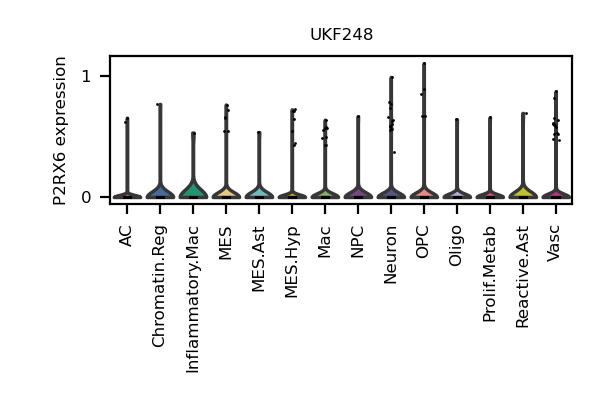 UKF248
P2RX6 expression
1
0
AC
Chromatin.Reg
Inflammatory.Mac
MES
MES.Ast
MES.Hyp
Mac
NPC
Neuron
OPC
Oligo
Prolif.Metab
Reactive.Ast
Vasc